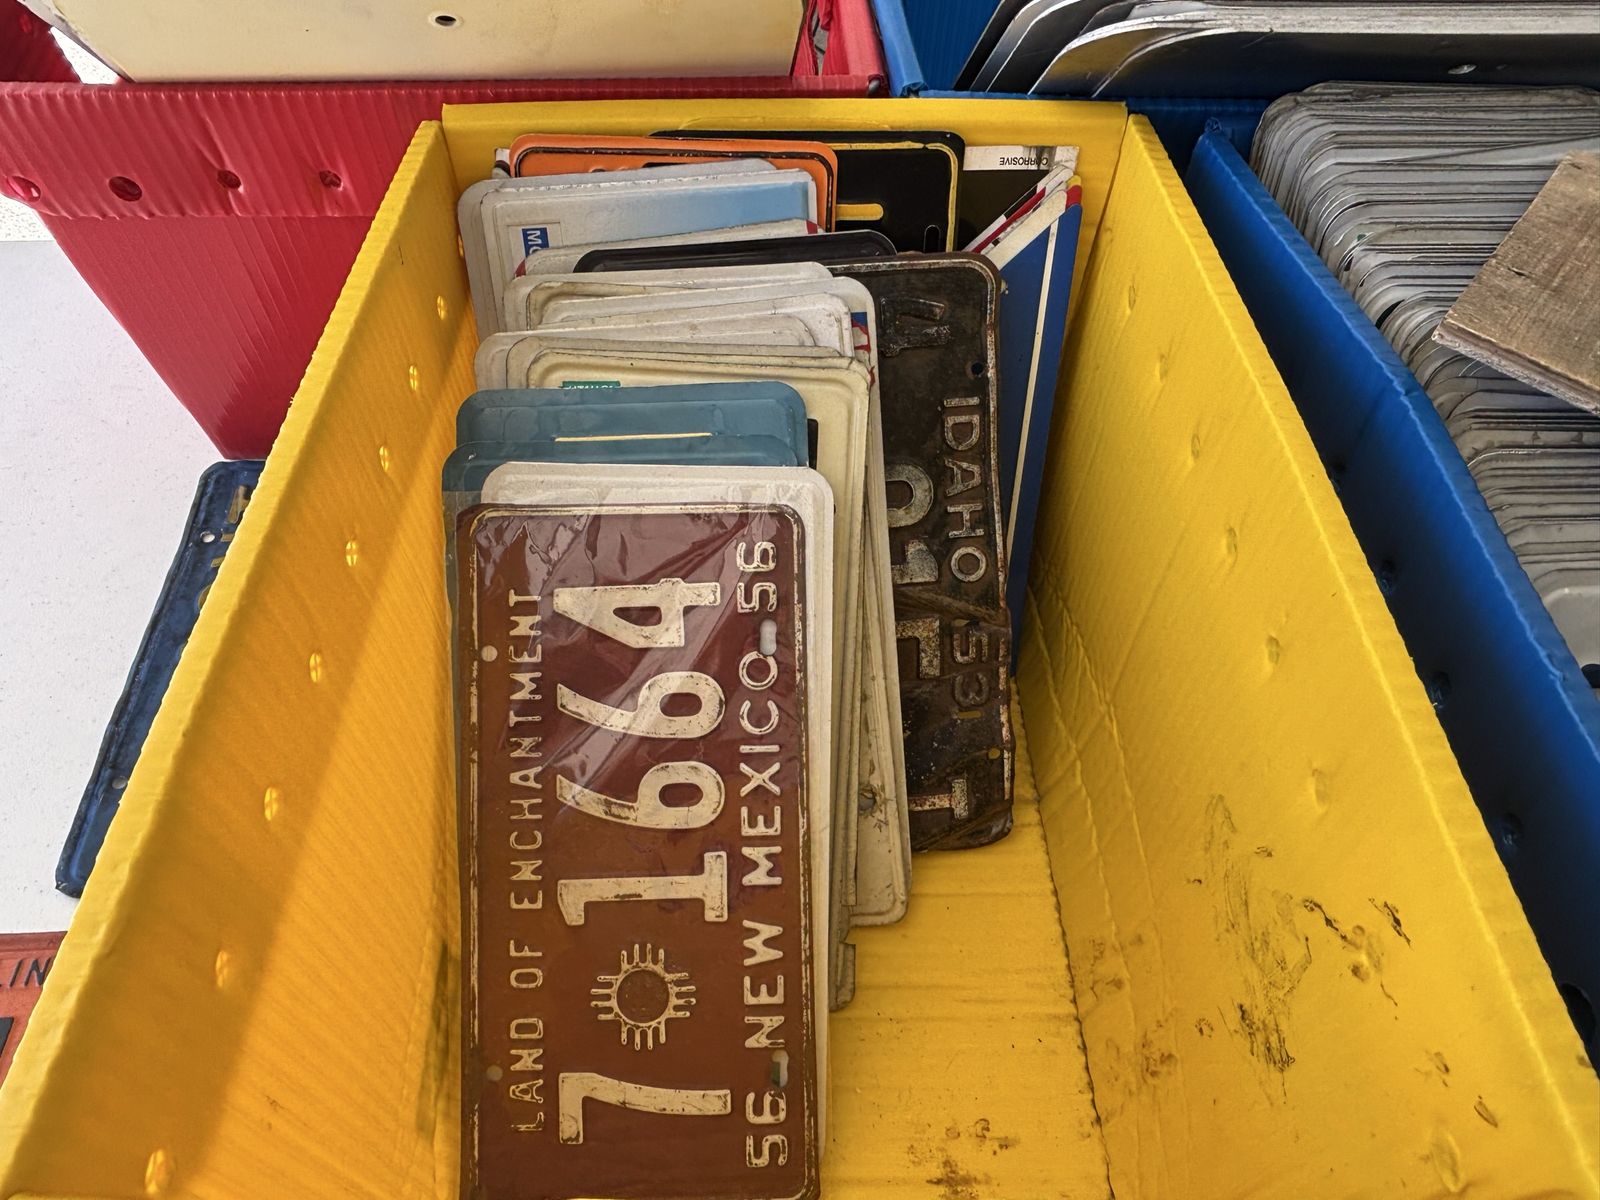 LAND OF ENCHANTMENT
7 1664
56 NEW MEXICO 56
IDAHO 53
CORROSIVE